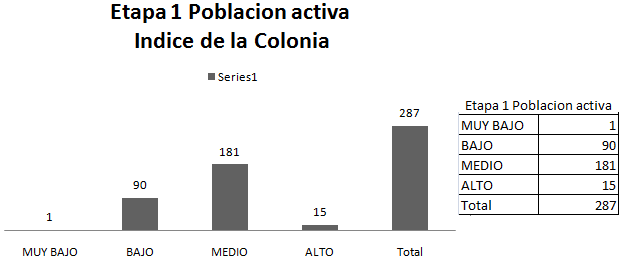 Etapa 1 Poblacion activa
Indice de la Colonia
Series1
287
181
90
15
1
MUY BAJO BAJO MEDIO ALTO Total
Etapa 1 Poblacion activa
MUY BAJO 1
BAJO 90
MEDIO 181
ALTO 15
Total 287